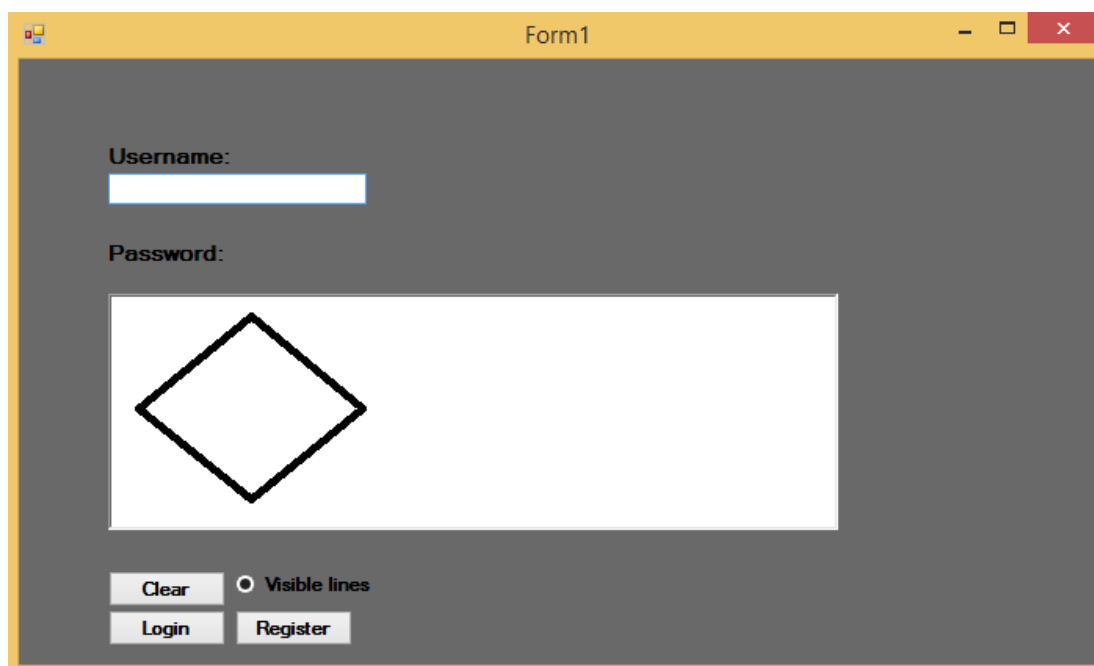 Form1
Username:
Password:
Clear
Visible lines
Login
Register